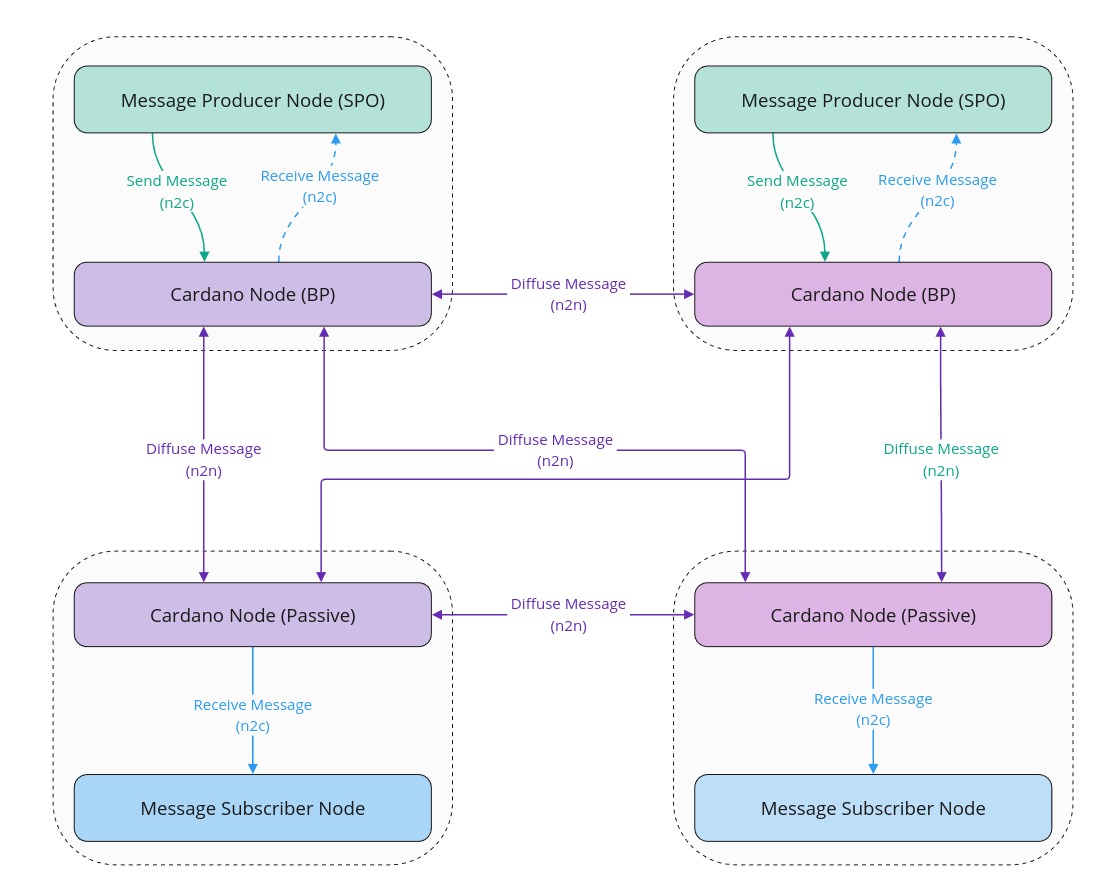 Message Producer Node (SPO)
Message Producer Node (SPO)
Send Message
(n2c)
Receive Message
(n2c)
Send Message
(n2c)
Receive Message
(n2c)
Cardano Node (BP)
Diffuse Message
(n2n)
Cardano Node (BP)
Diffuse Message
(n2n)
Diffuse Message
(n2n)
Diffuse Message
(n2n)
Cardano Node (Passive)
Diffuse Message
(n2n)
Cardano Node (Passive)
Receive Message
(n2c)
Receive Message
(n2c)
Message Subscriber Node
Message Subscriber Node